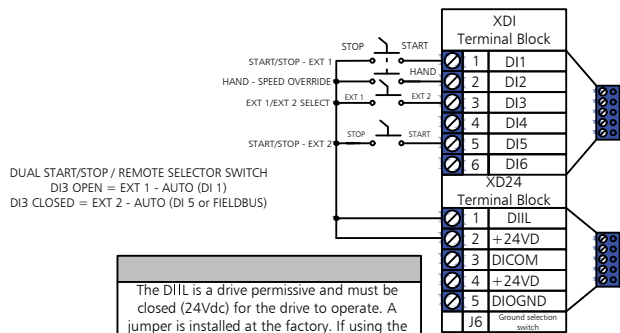 XDI
Terminal Block
STOP START
START/STOP - EXT 1
1 DI1
HAND
HAND - SPEED OVERRIDE
2 DI2
EXT 1 EXT 2
EXT 1/EXT 2 SELECT
3 DI3
4 DI4
STOP START
START/STOP - EXT 2
5 DI5
6 DI6
DUAL START/STOP / REMOTE SELECTOR SWITCH
DI3 OPEN = EXT 1 - AUTO (DI 1)
DI3 CLOSED = EXT 2 - AUTO (DI 5 or FIELDBUS)
XD24
Terminal Block
1 DIIL
2 +24VD
3 DICOM
4 +24VD
5 DIOGND
J6 Ground selection
switch
The DIIL is a drive permissive and must be
closed (24Vdc) for the drive to operate. A
jumper is installed at the factory. If using the